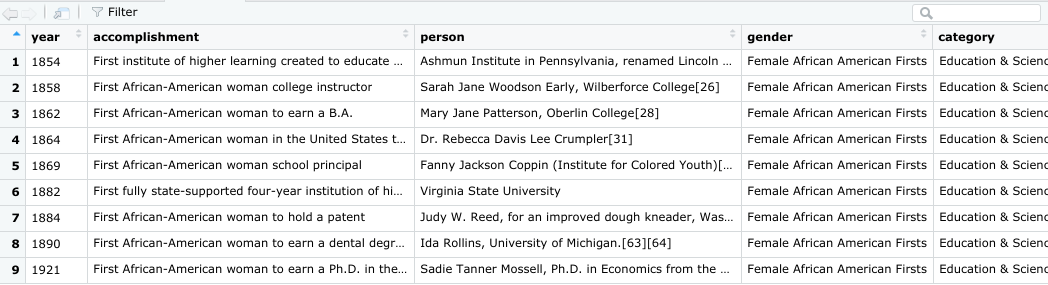 Filter
year accomplishment person gender category
1 1854 First institute of higher learning created to educate ... Ashmun Institute in Pennsylvania, renamed Lincoln ... Female African American Firsts Education & Scienc
2 1858 First African-American woman college instructor Sarah Jane Woodson Early, Wilberforce College[26] Female African American Firsts Education & Scienc
3 1862 First African-American woman to earn a B.A. Mary Jane Patterson, Oberlin College[28] Female African American Firsts Education & Scienc
4 1864 First African-American woman in the United States t... Dr. Rebecca Davis Lee Crumpler[31] Female African American Firsts Education & Scienc
5 1869 First African-American woman school principal Fanny Jackson Coppin (Institute for Colored Youth)[... Female African American Firsts Education & Scienc
6 1882 First fully state-supported four-year institution of hi... Virginia State University Female African American Firsts Education & Scienc
7 1884 First African-American woman to hold a patent Judy W. Reed, for an improved dough kneader, Was... Female African American Firsts Education & Scienc
8 1890 First African-American woman to earn a dental degr... Ida Rollins, University of Michigan.[63][64] Female African American Firsts Education & Scienc
9 1921 First African-American woman to earn a Ph.D. in the... Sadie Tanner Mossell, Ph.D. in Economics from the ... Female African American Firsts Education & Scienc